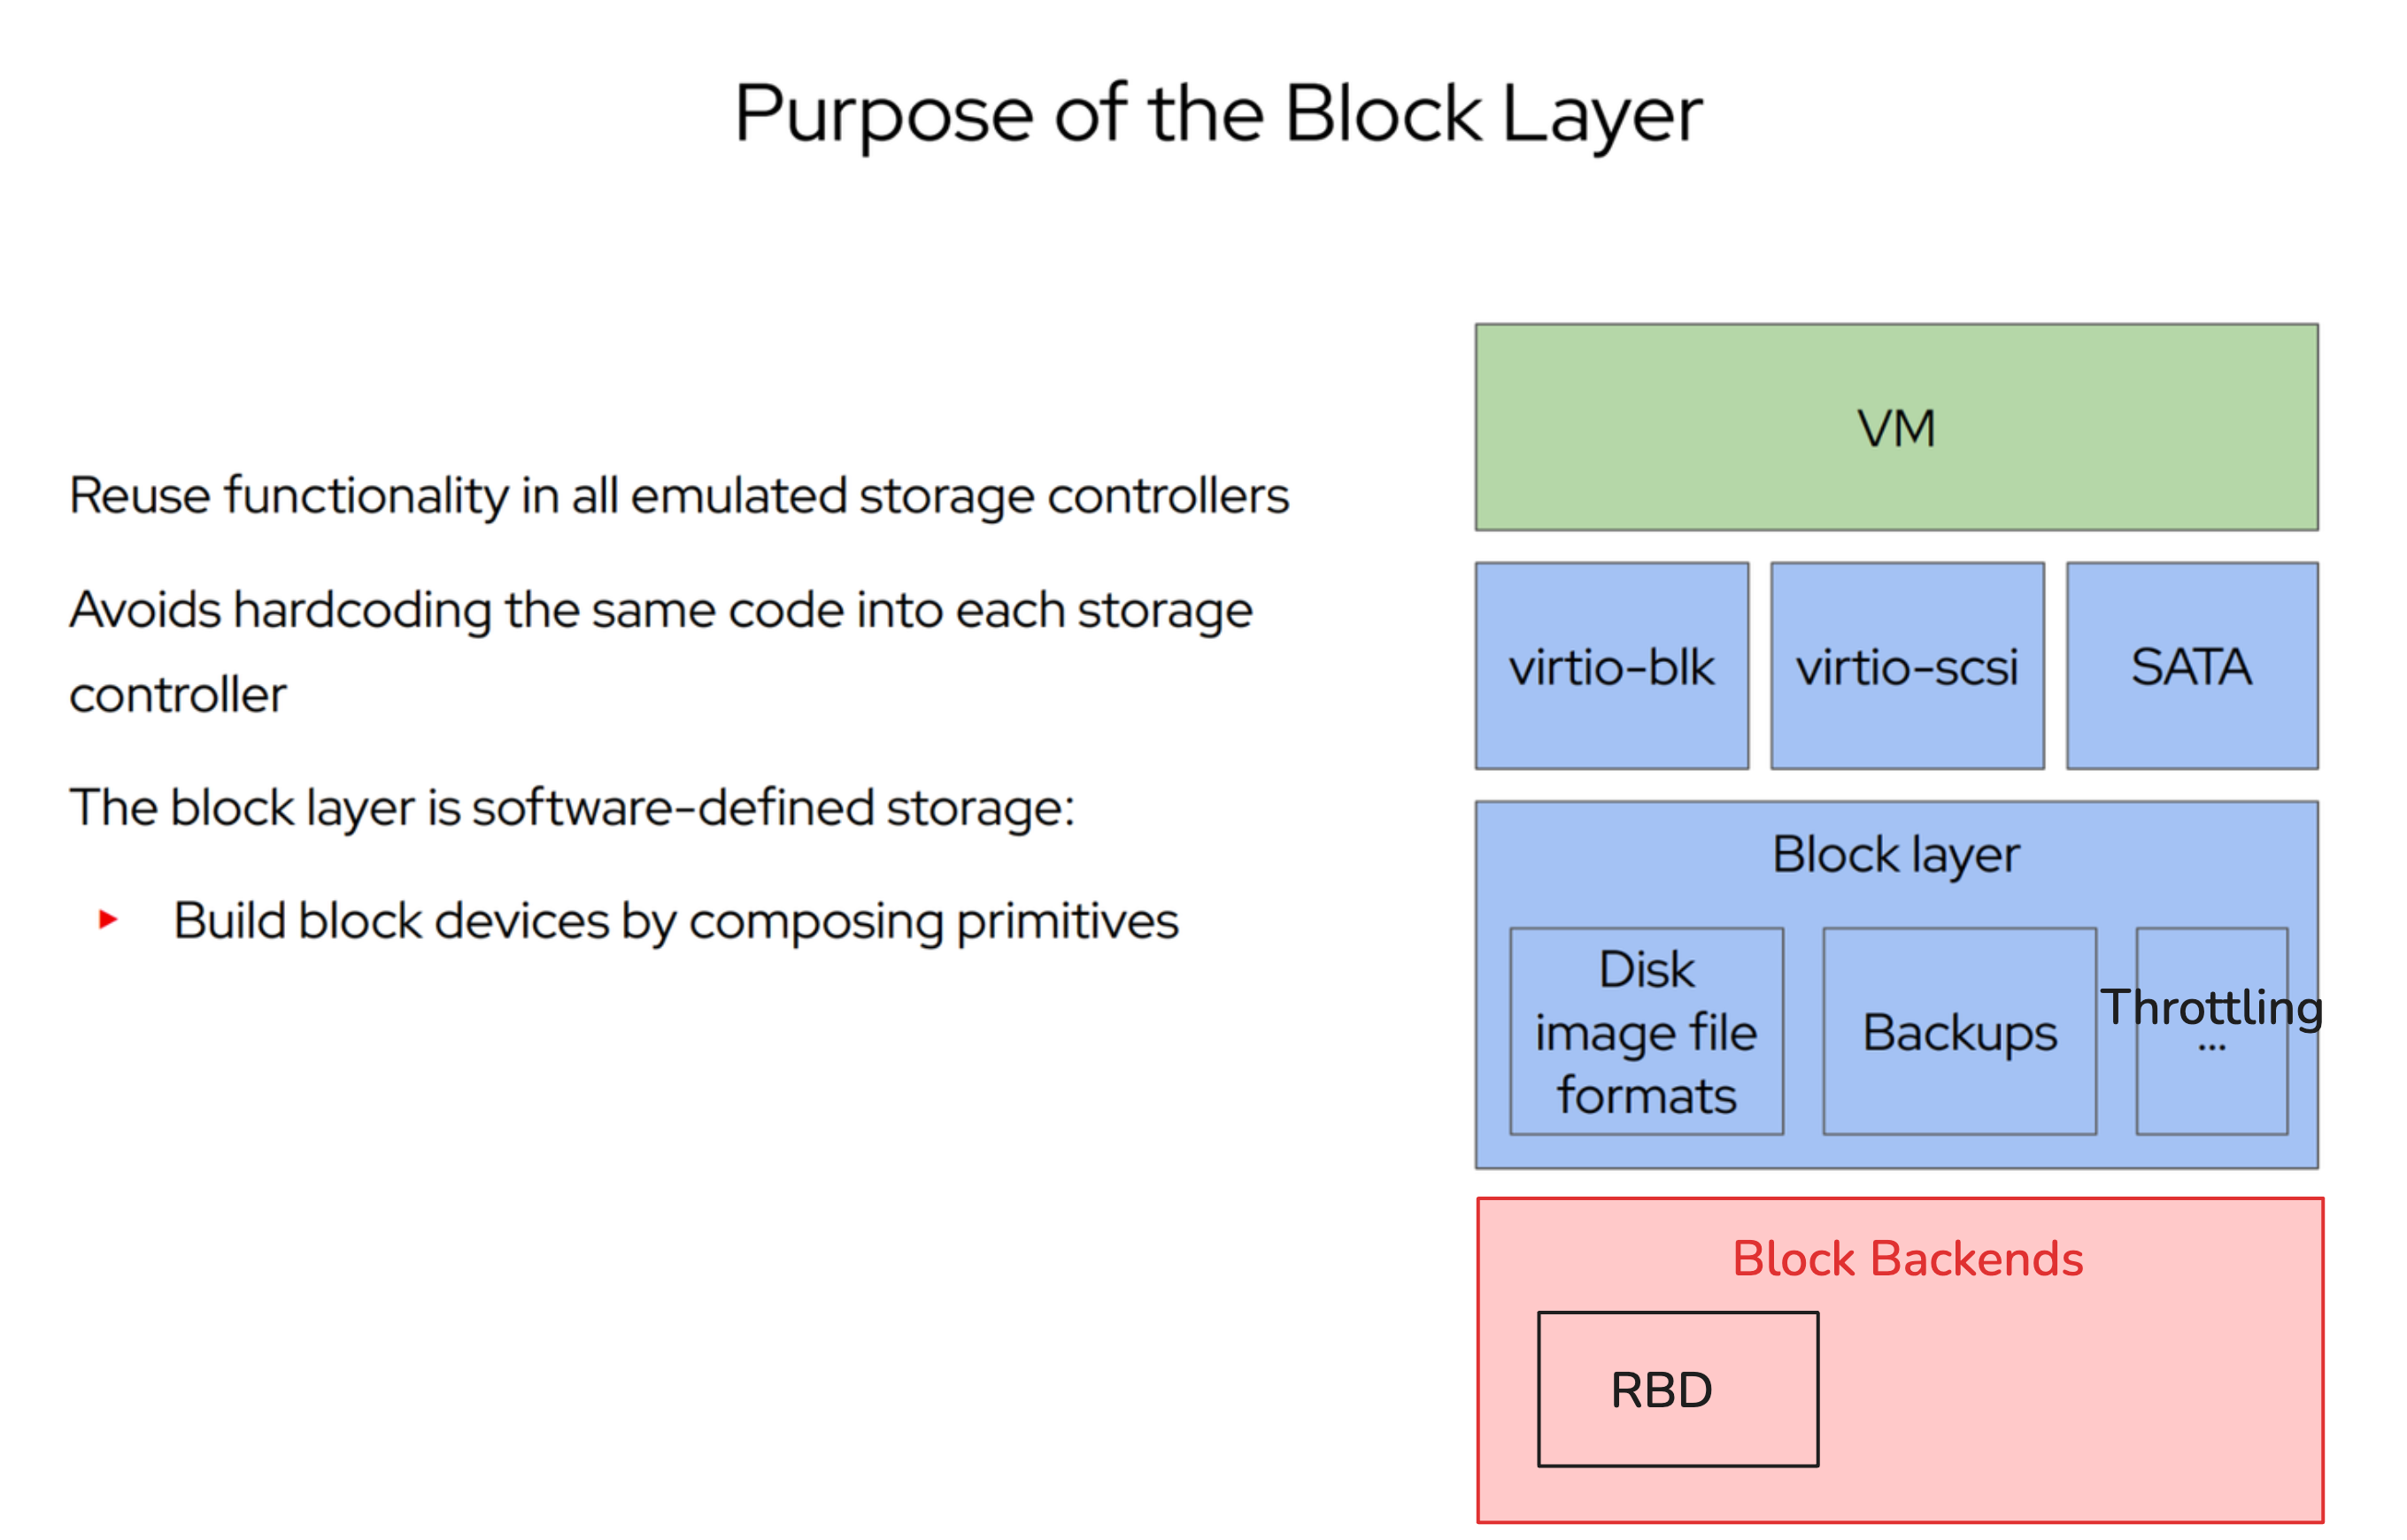 Purpose of the Block Layer
Reuse functionality in all emulated storage controllers
Avoids hardcoding the same code into each storage
controller
The block layer is software-defined storage:
Build block devices by composing primitives
VM
virtio-blk
virtio-scsi
SATA
Block layer
Disk
image file
formats
Backups
Throttling
...
Block Backends
RBD